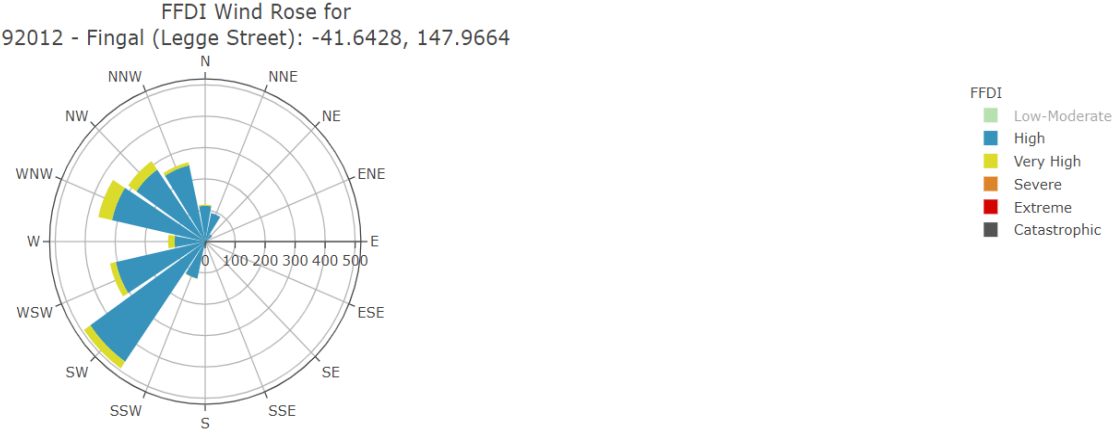 FFDI Wind Rose for
92012 - Fingal (Legge Street): -41.6428, 147.9664
N
NNW
NNE
NW
NE
WNW
ENE
W
E
0 100 200 300 400 500
WSW
ESE
SW
SE
SSW
SSE
S
FFDI
Low-Moderate
High
Very High
Severe
Extreme
Catastrophic